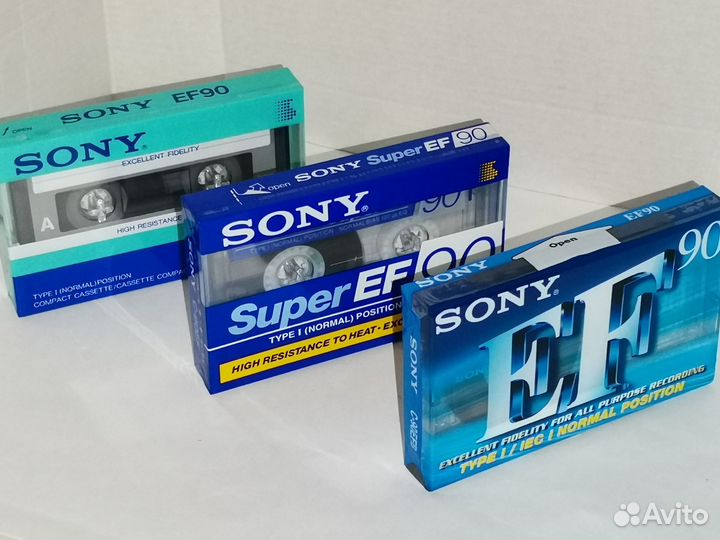 OPEN SONY EF90
SONY
EXCELLENT FIDELITY
A
HIGH RESISTANCE
TYPE I (NORMAL) POSITION
COMPACT CASSETTE/CASSETTE COMPA
open SONY Super EF 90
SONY
90
Super EF 90
TYPE I (NORMAL) POSITION
HIGH RESISTANCE TO HEAT - EXC
EF90
Open
SONY
90
EF
SONY
EXCELLENT FIDELITY FOR ALL PURPOSE RECORDING
TYPE I / IEC I NORMAL POSITION
Avito